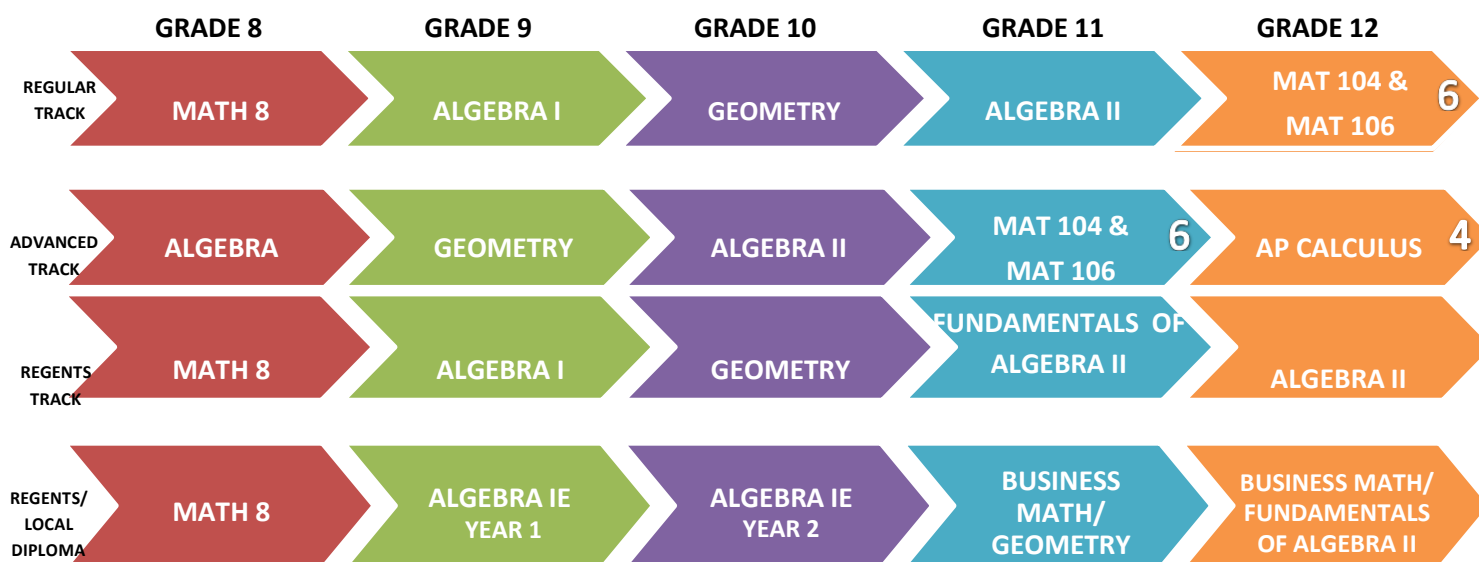 GRADE 8 GRADE 9 GRADE 10 GRADE 11 GRADE 12
REGULAR
TRACK
MATH 8
ALGEBRA I
GEOMETRY
ALGEBRA II
MAT 104 &
MAT 106
6
ADVANCED
TRACK
ALGEBRA
GEOMETRY
ALGEBRA II
MAT 104 &
MAT 106
6
AP CALCULUS
4
REGENTS
TRACK
MATH 8
ALGEBRA I
GEOMETRY
FUNDAMENTALS OF
ALGEBRA II
ALGEBRA II
REGENTS/
LOCAL
DIPLOMA
MATH 8
ALGEBRA IE
YEAR 1
ALGEBRA IE
YEAR 2
BUSINESS
MATH/
GEOMETRY
BUSINESS MATH/
FUNDAMENTALS
OF ALGEBRA II